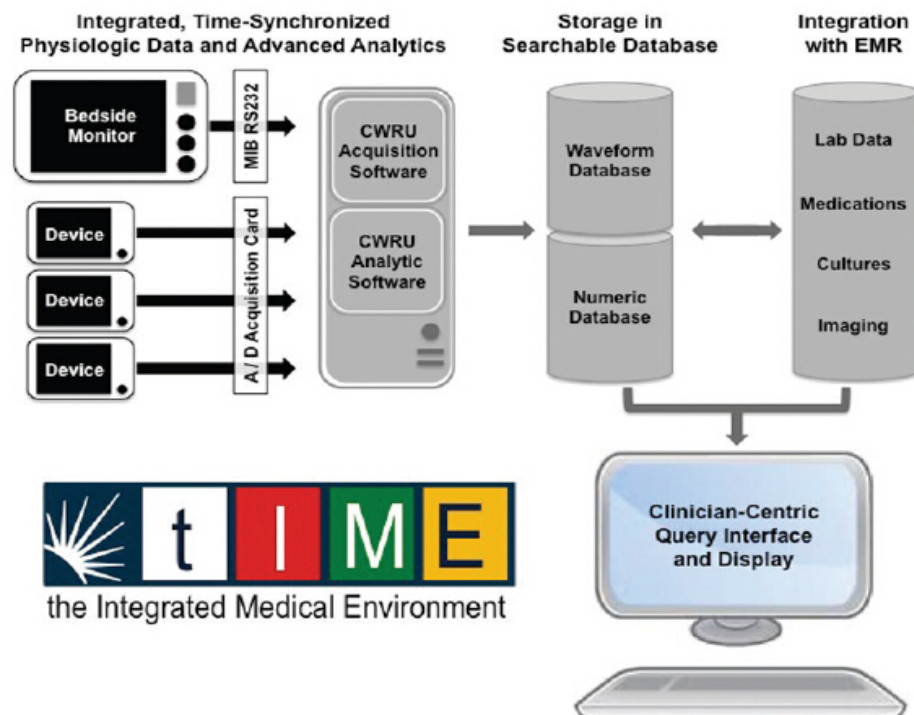 Integrated, Time-Synchronized
Physiologic Data and Advanced Analytics
Storage in
Searchable Database
Integration
with EMR
Bedside
Monitor
MIB RS232
Device
Device
Device
A / D Acquisition Card
CWRU
Acquisition
Software
CWRU
Analytic
Software
Waveform
Database
Numeric
Database
Lab Data
Medications
Cultures
Imaging
Clinician-Centric
Query Interface
and Display
tIME
the Integrated Medical Environment